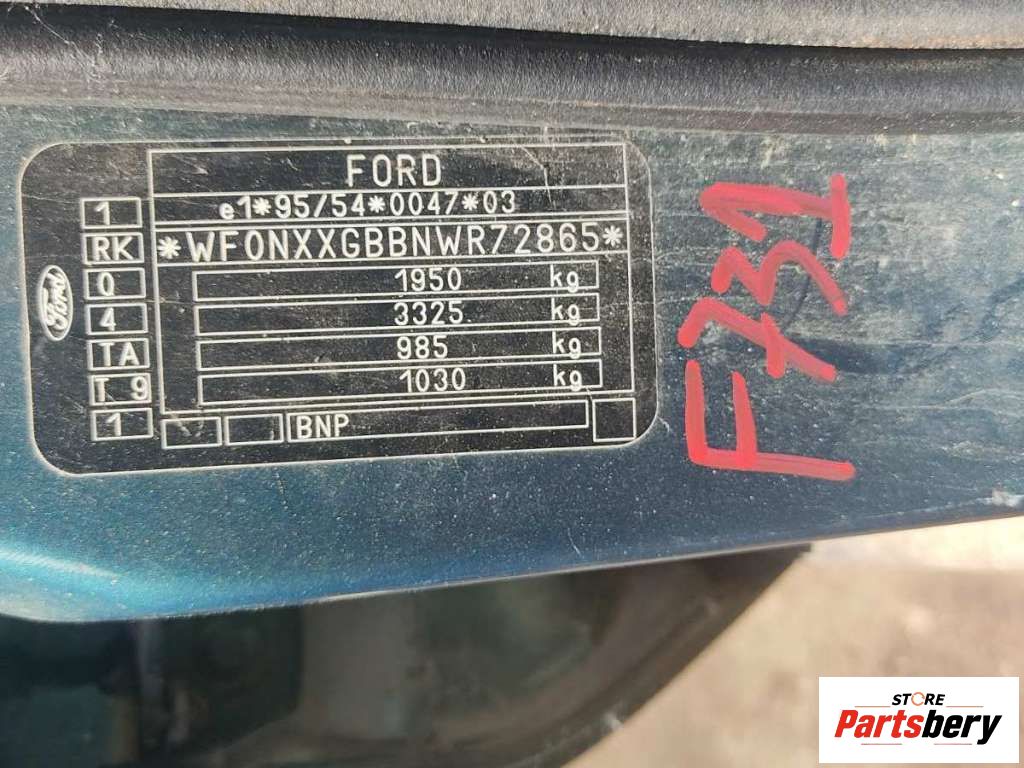 FORD
1
e1*95/54*0047*03
RK
*WF0NXXGBBNWR72865*
0
1950 kg
4
3325 kg
TA
985 kg
T 9
1030 kg
1
BNP
Ford
F731
STORE
Partsbery